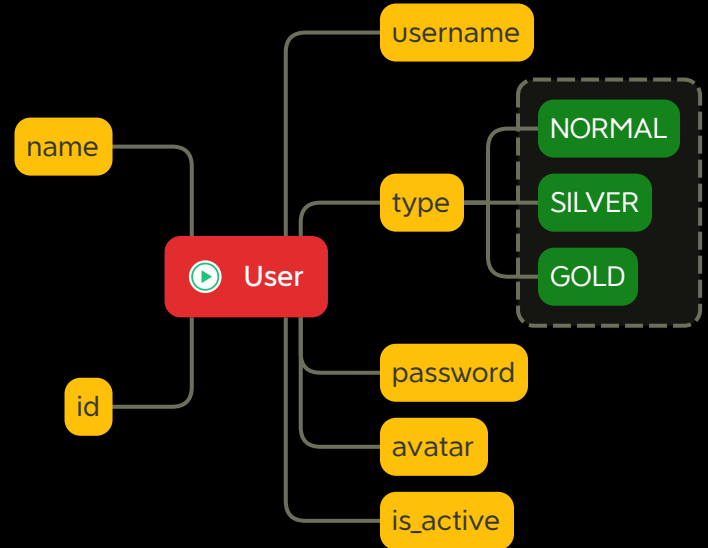 username
NORMAL
name
type
SILVER
User
GOLD
password
id
avatar
is_active